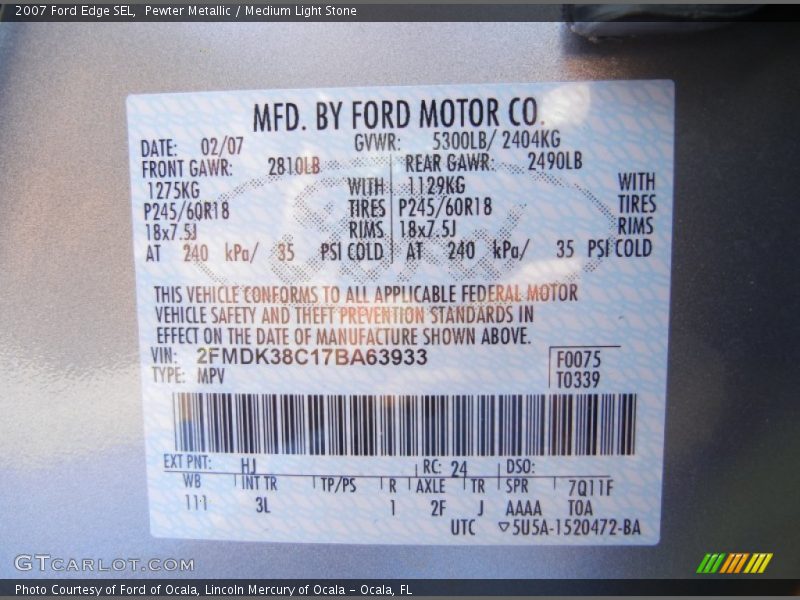 2007 Ford Edge SEL, Pewter Metallic / Medium Light Stone
MFD. BY FORD MOTOR CO.
DATE: 02/07 GVWR: 5300LB/ 2404KG
FRONT GAWR: 2810LB REAR GAWR: 2490LB
1275KG WITH 1129KG WITH
P245/60R18 TIRES P245/60R18 TIRES
18x7.5J RIMS 18x7.5J RIMS
AT 240 kPa/ 35 PSI COLD AT 240 kPa/ 35 PSI COLD
THIS VEHICLE CONFORMS TO ALL APPLICABLE FEDERAL MOTOR
VEHICLE SAFETY AND THEFT PREVENTION STANDARDS IN
EFFECT ON THE DATE OF MANUFACTURE SHOWN ABOVE.
VIN: 2FMDK38C17BA63933 F0075
TYPE: MPV T0339
EXT PNT: HJ RC: 24 DSO:
WB INT TR TP/PS R AXLE TR SPR 7Q11F
111 3L 1 2F J AAAA TOA
UTC ▽5U5A-1520472-BA
GTCARLOT.COM
Photo Courtesy of Ford of Ocala, Lincoln Mercury of Ocala - Ocala, FL